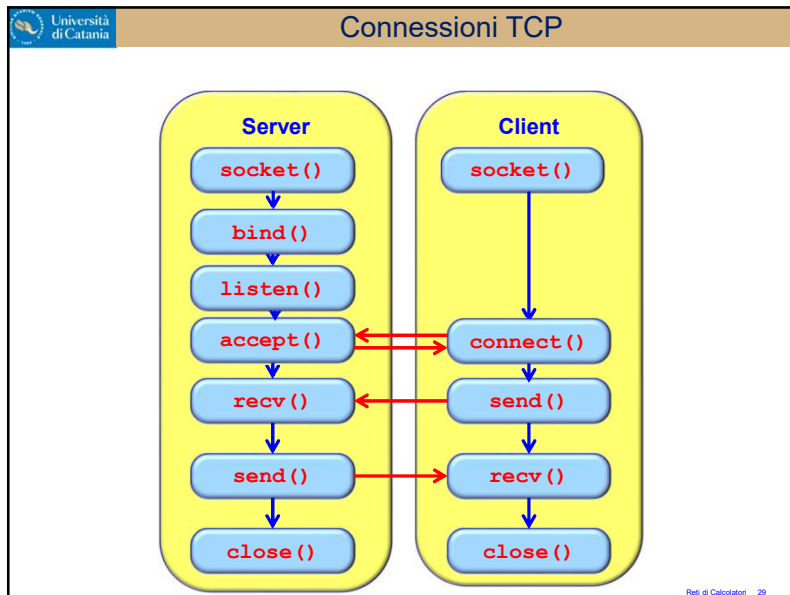 Università
di Catania
Connessioni TCP
Server
socket()
bind()
listen()
accept()
recv()
send()
close()
Client
socket()
connect()
send()
recv()
close()
Reti di Calcolatori 29